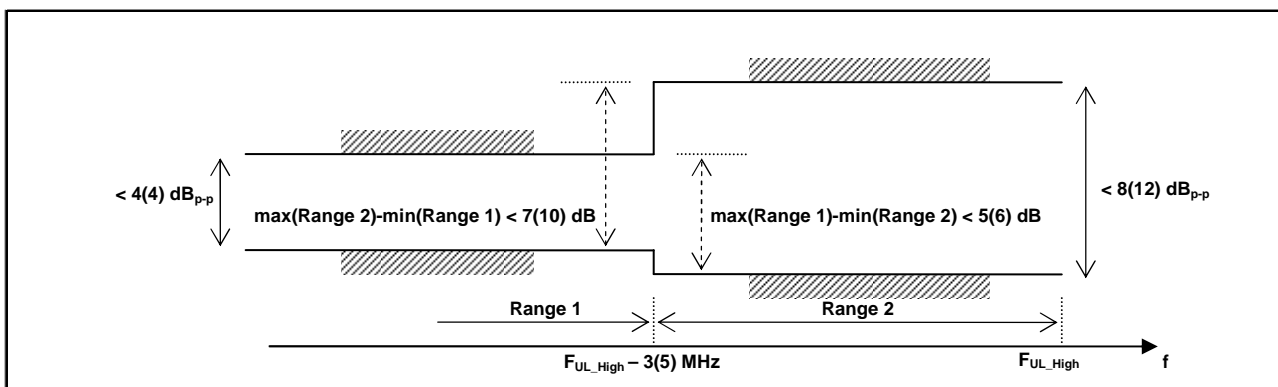 < 4(4) dBp-p
max(Range 2)-min(Range 1) < 7(10) dB
max(Range 1)-min(Range 2) < 5(6) dB
< 8(12) dBp-p
Range 1
Range 2
FUL_High – 3(5) MHz
FUL_High
f